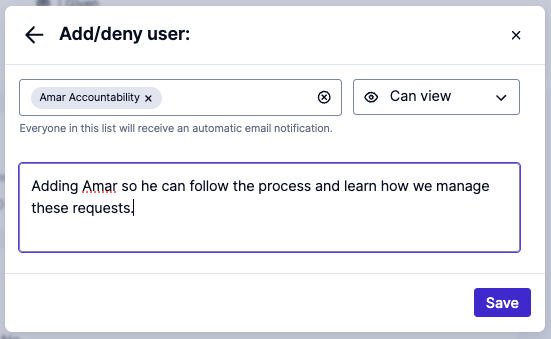 Add/deny user:
Amar Accountability
Can view
Everyone in this list will receive an automatic email notification.
Adding Amar so he can follow the process and learn how we manage
these requests.
Save